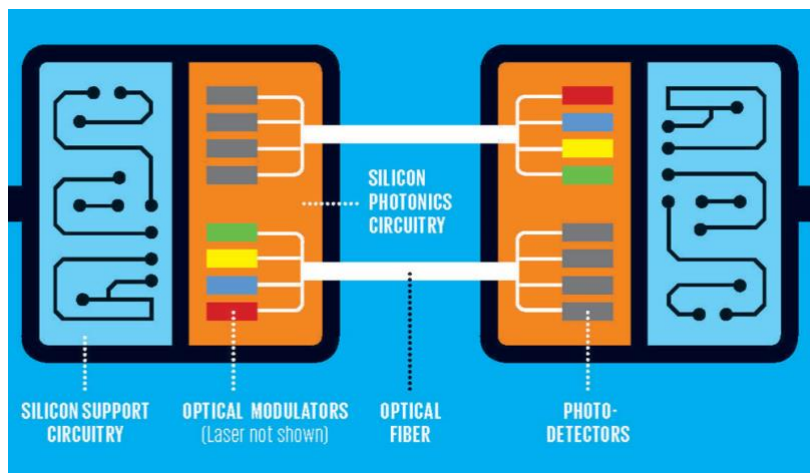 SILICON
PHOTONICS
CIRCUITRY
SILICON SUPPORT
CIRCUITRY
OPTICAL MODULATORS
(Laser not shown)
OPTICAL
FIBER
PHOTO-
DETECTORS